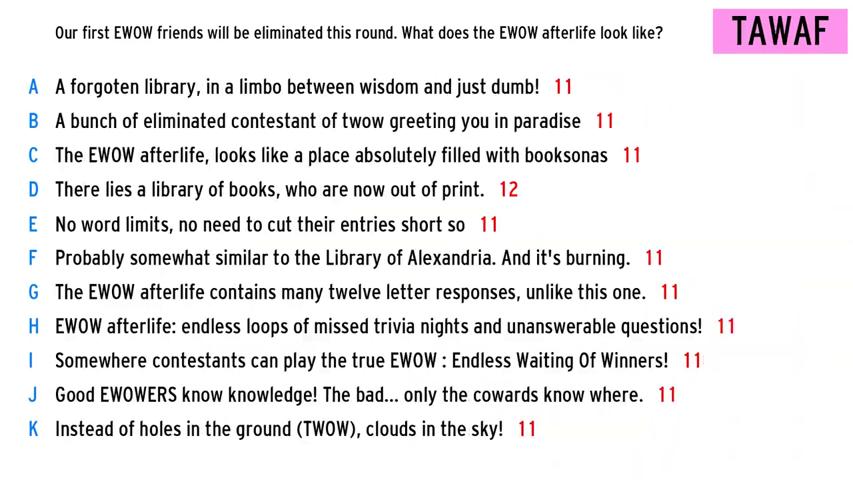 Our first EWOW friends will be eliminated this round. What does the EWOW afterlife look like?
TAWAF
A A forgoten library, in a limbo between wisdom and just dumb! 11
B A bunch of eliminated contestant of twow greeting you in paradise 11
C The EWOW afterlife, looks like a place absolutely filled with booksonas 11
D There lies a library of books, who are now out of print. 12
E No word limits, no need to cut their entries short so 11
F Probably somewhat similar to the Library of Alexandria. And it's burning. 11
G The EWOW afterlife contains many twelve letter responses, unlike this one. 11
H EWOW afterlife: endless loops of missed trivia nights and unanswerable questions! 11
I Somewhere contestants can play the true EWOW : Endless Waiting Of Winners! 11
J Good EWOWERS know knowledge! The bad... only the cowards know where. 11
K Instead of holes in the ground (TWOW), clouds in the sky! 11